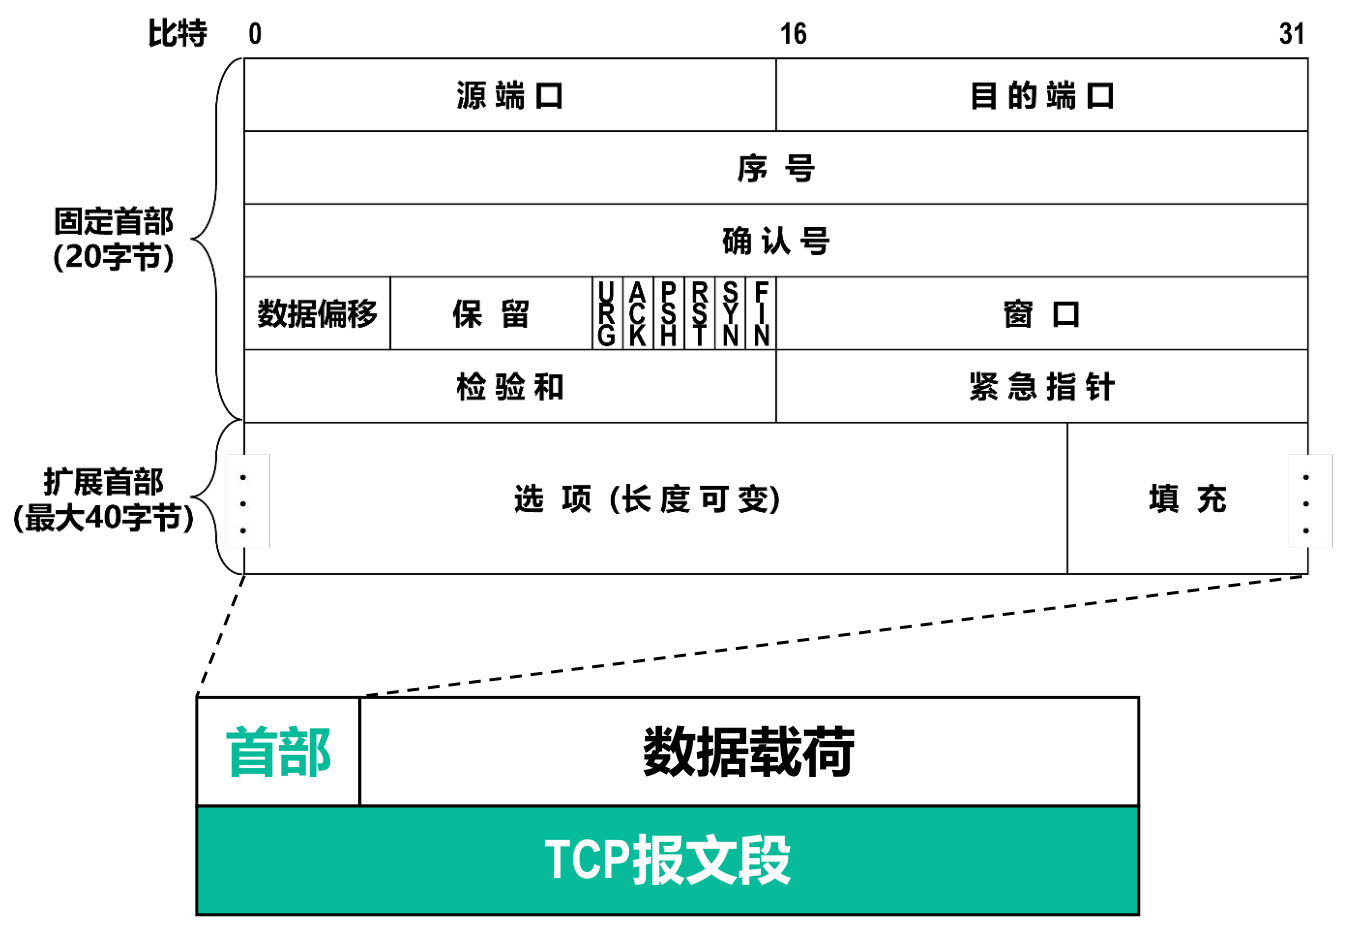 比特 0 16 31
源端口 目的端口
序号
确认号
固定首部
(20字节)
数据偏移 保留 URG ACK PSH RST SYN FIN 窗口
检验和 紧急指针
扩展首部
(最大40字节)
选项 (长度可变) 填充
首部 数据载荷
TCP报文段